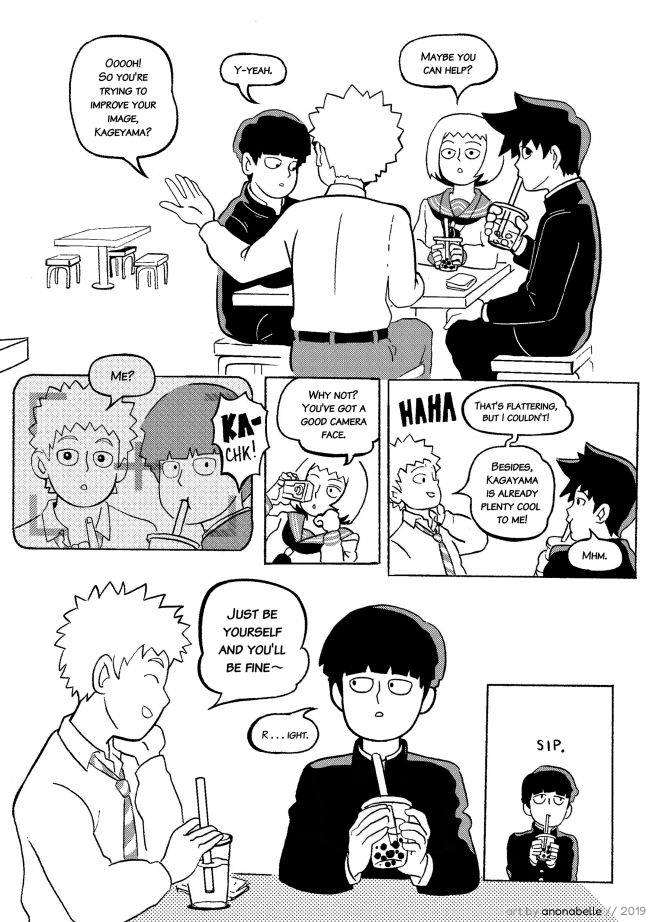 Ooooh!
So you're
trying to
improve your
image,
Kageyama?
Y-yeah.
Maybe you
can help?
Me?
KA-
CHK!
Why not?
You've got a
good camera
face.
HAHA
That's flattering,
but I couldn't!
Besides,
Kagayama
is already
plenty cool
to me!
Mhm.
Just be
yourself
and you'll
be fine~
R...ight.
SIP.
art by anonabelle // 2019